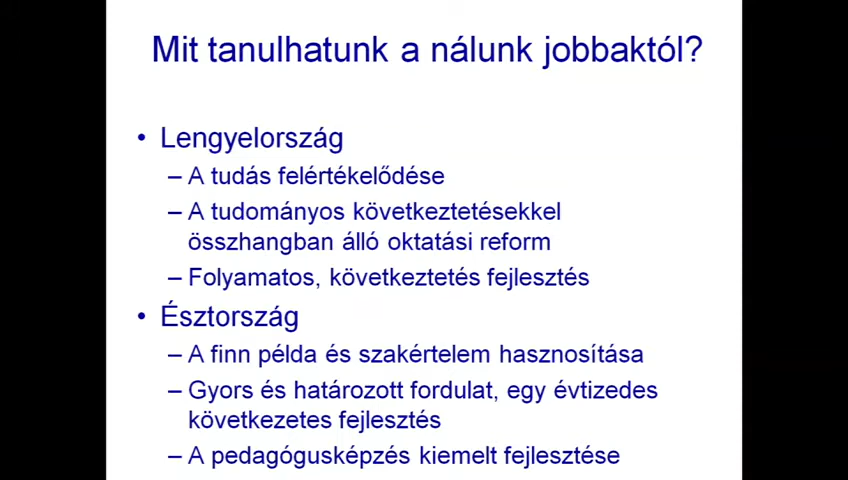 Mit tanulhatunk a nálunk jobbaktól?
• Lengyelország
– A tudás felértékelődése
– A tudományos következtetésekkel
összhangban álló oktatási reform
– Folyamatos, következtetés fejlesztés
• Észtország
– A finn példa és szakértelem hasznosítása
– Gyors és határozott fordulat, egy évtizedes
következetes fejlesztés
– A pedagógusképzés kiemelt fejlesztése